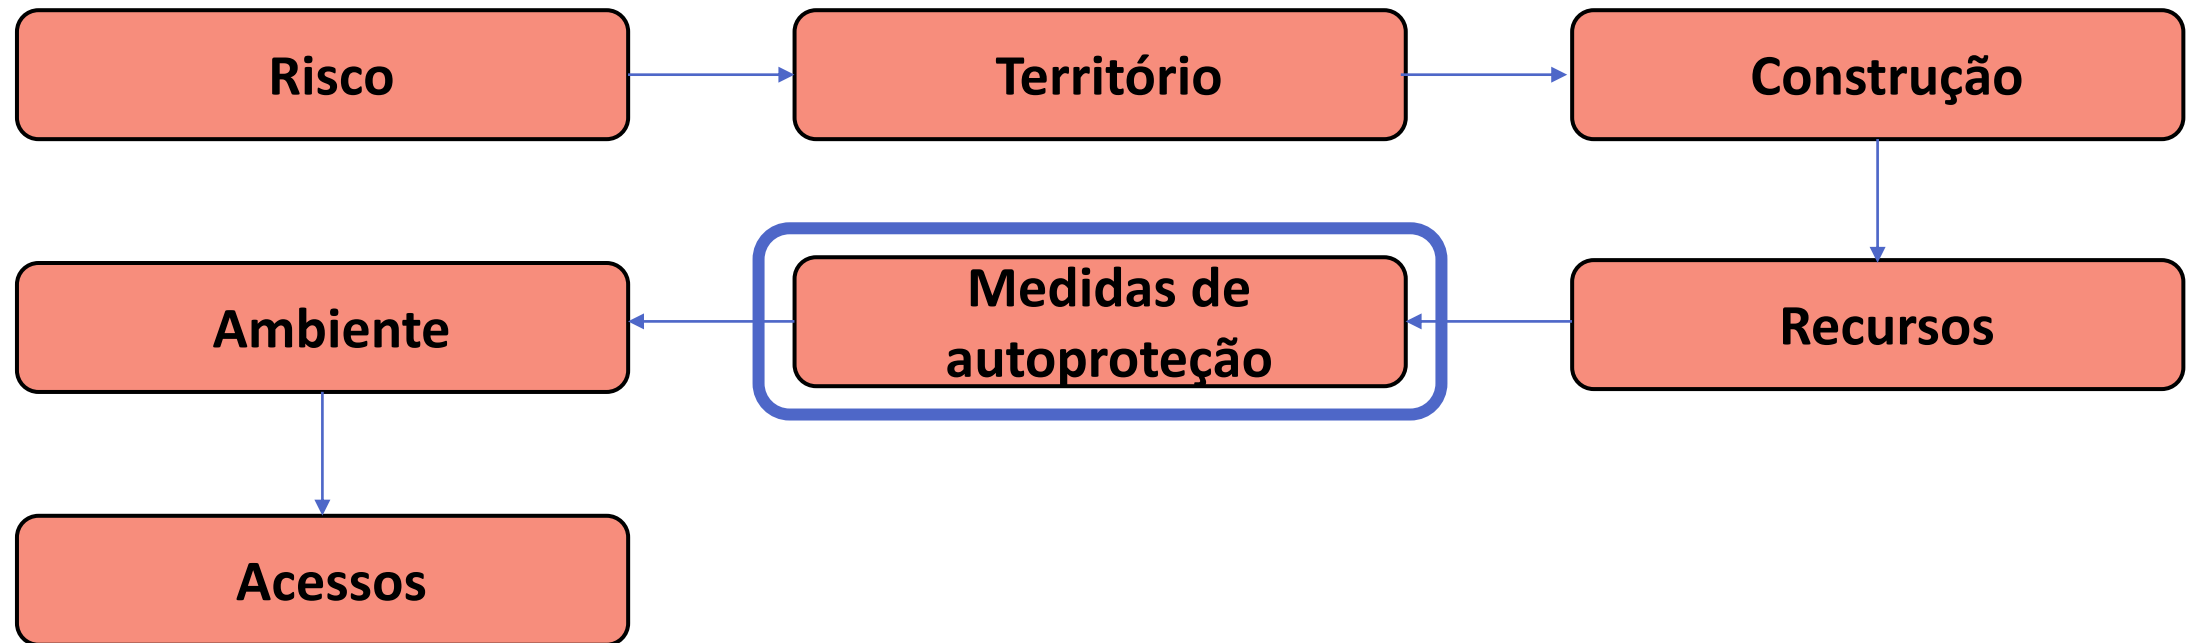 Risco
Território
Construção
Ambiente
Medidas de
autoproteção
Recursos
Acessos